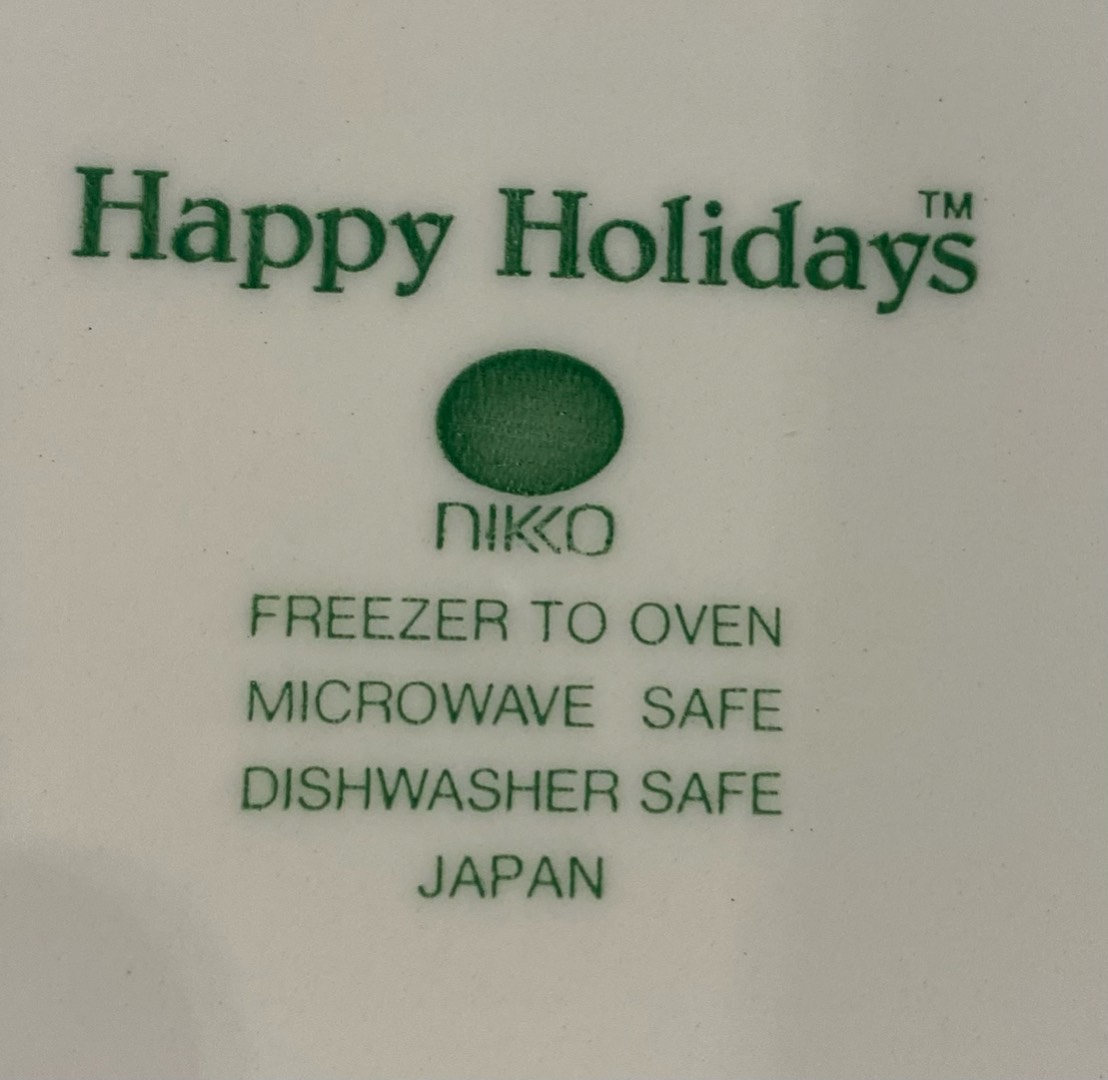 Happy Holidays™
NIKKO
FREEZER TO OVEN
MICROWAVE SAFE
DISHWASHER SAFE
JAPAN